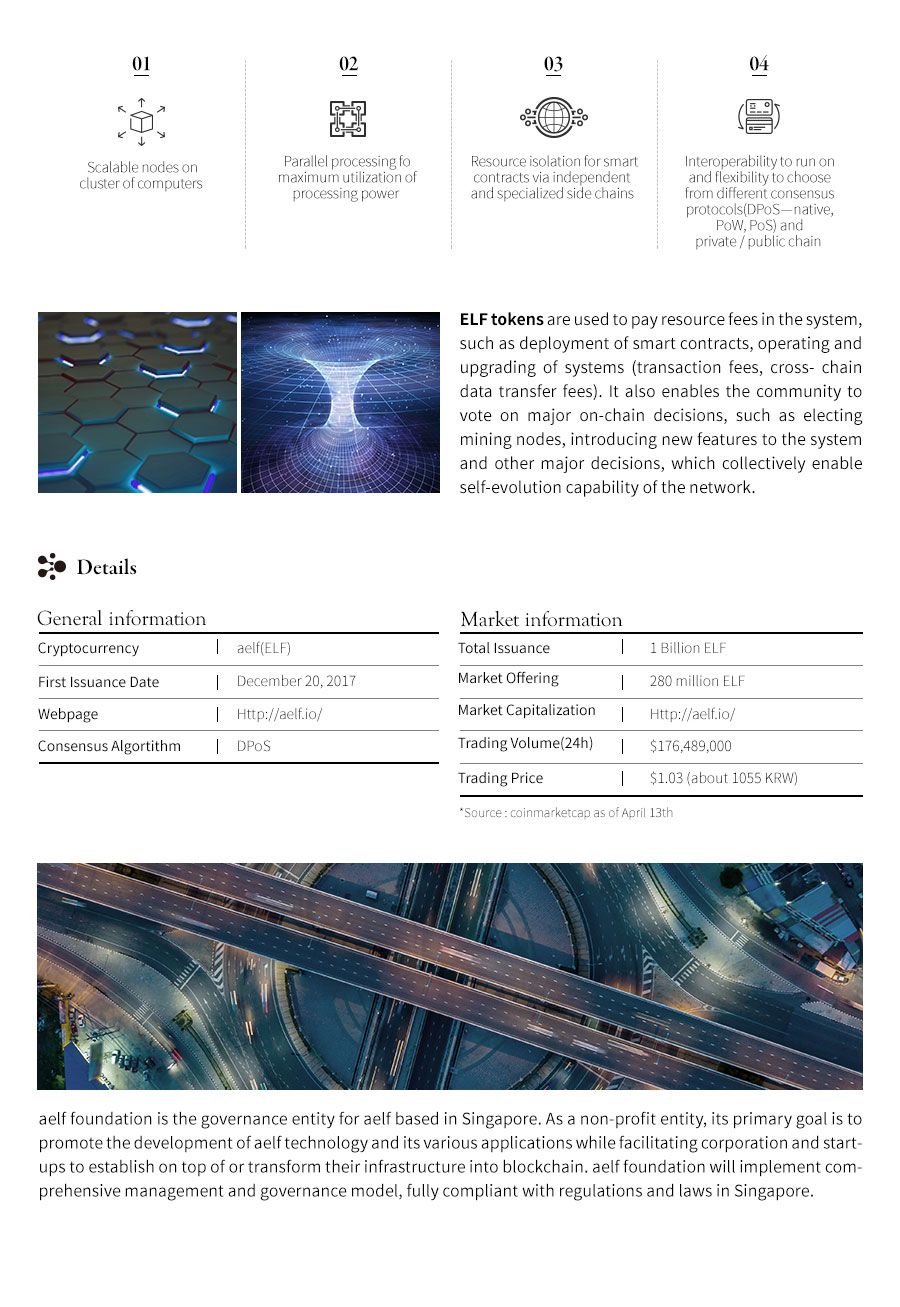 01
Scalable nodes on
cluster of computers
02
Parallel processing fo
maximum utilization of
processing power
03
Resource isolation for smart
contracts via independent
and specialized side chains
04
Interoperability to run on
and flexibility to choose
from different consensus
protocols(DPoS—native,
PoW, PoS) and
private / public chain
ELF tokens are used to pay resource fees in the system,
such as deployment of smart contracts, operating and
upgrading of systems (transaction fees, cross- chain
data transfer fees). It also enables the community to
vote on major on-chain decisions, such as electing
mining nodes, introducing new features to the system
and other major decisions, which collectively enable
self-evolution capability of the network.
Details
General information
Cryptocurrency | aelf(ELF)
First Issuance Date | December 20, 2017
Webpage | Http://aelf.io/
Consensus Algortithm | DPoS
Market information
Total Issuance | 1 Billion ELF
Market Offering | 280 million ELF
Market Capitalization | Http://aelf.io/
Trading Volume(24h) | $176,489,000
Trading Price | $1.03 (about 1055 KRW)
*Source : coinmarketcap as of April 13th
aelf foundation is the governance entity for aelf based in Singapore. As a non-profit entity, its primary goal is to
promote the development of aelf technology and its various applications while facilitating corporation and start-
ups to establish on top of or transform their infrastructure into blockchain. aelf foundation will implement com-
prehensive management and governance model, fully compliant with regulations and laws in Singapore.